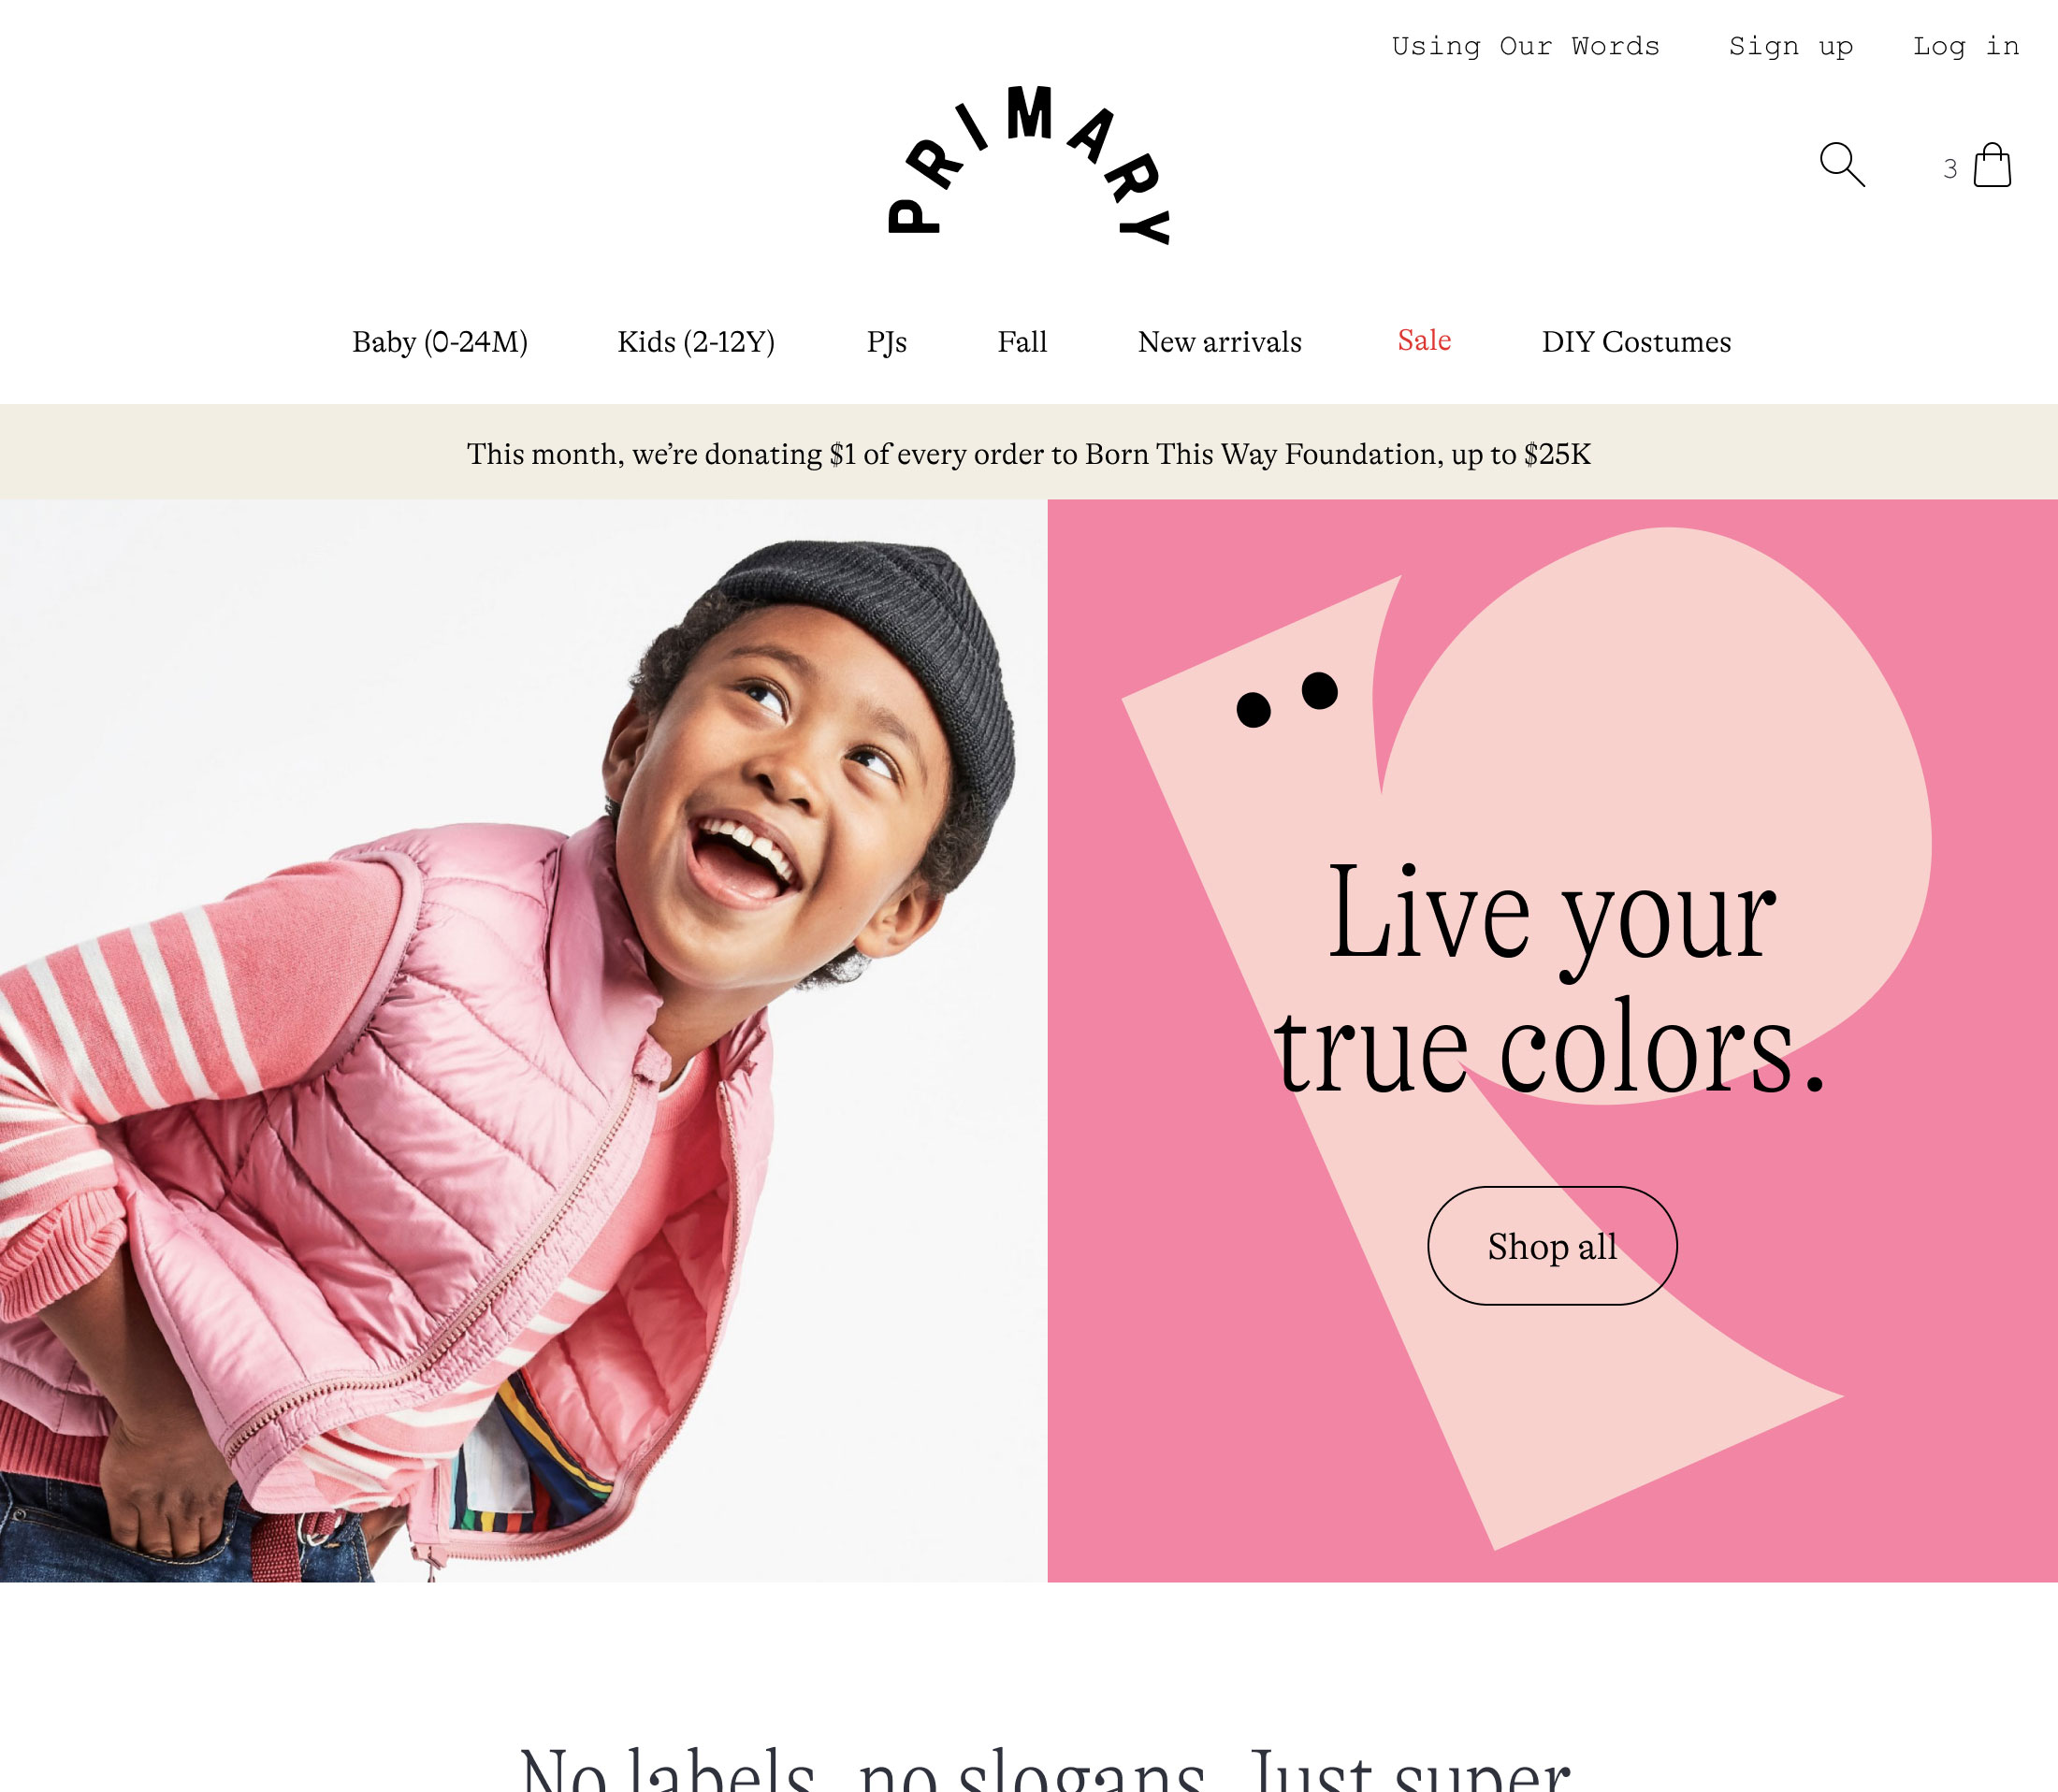 Using Our Words Sign up Log in
PRIMARY
3
Baby (0-24M) Kids (2-12Y) PJs Fall New arrivals Sale DIY Costumes
This month, we’re donating $1 of every order to Born This Way Foundation, up to $25K
Live your
true colors.
Shop all
No labels, no slogans. Just super